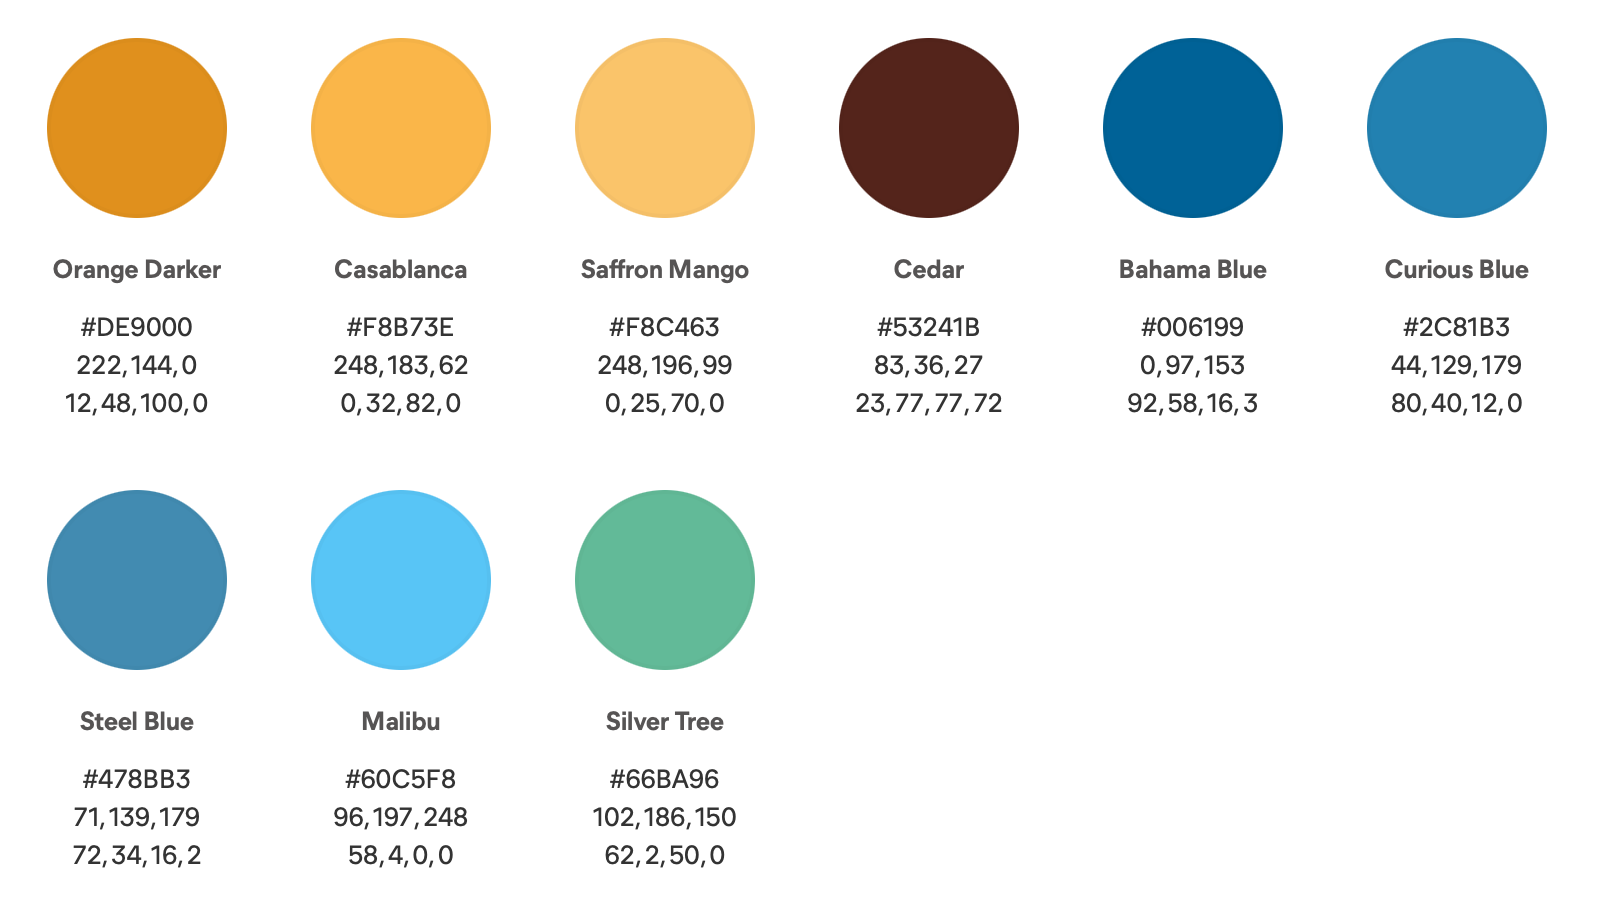 Orange Darker
#DE9000
222,144,0
12,48,100,0
Casablanca
#F8B73E
248,183,62
0,32,82,0
Saffron Mango
#F8C463
248,196,99
0,25,70,0
Cedar
#53241B
83,36,27
23,77,77,72
Bahama Blue
#006199
0,97,153
92,58,16,3
Curious Blue
#2C81B3
44,129,179
80,40,12,0
Steel Blue
#478BB3
71,139,179
72,34,16,2
Malibu
#60C5F8
96,197,248
58,4,0,0
Silver Tree
#66BA96
102,186,150
62,2,50,0